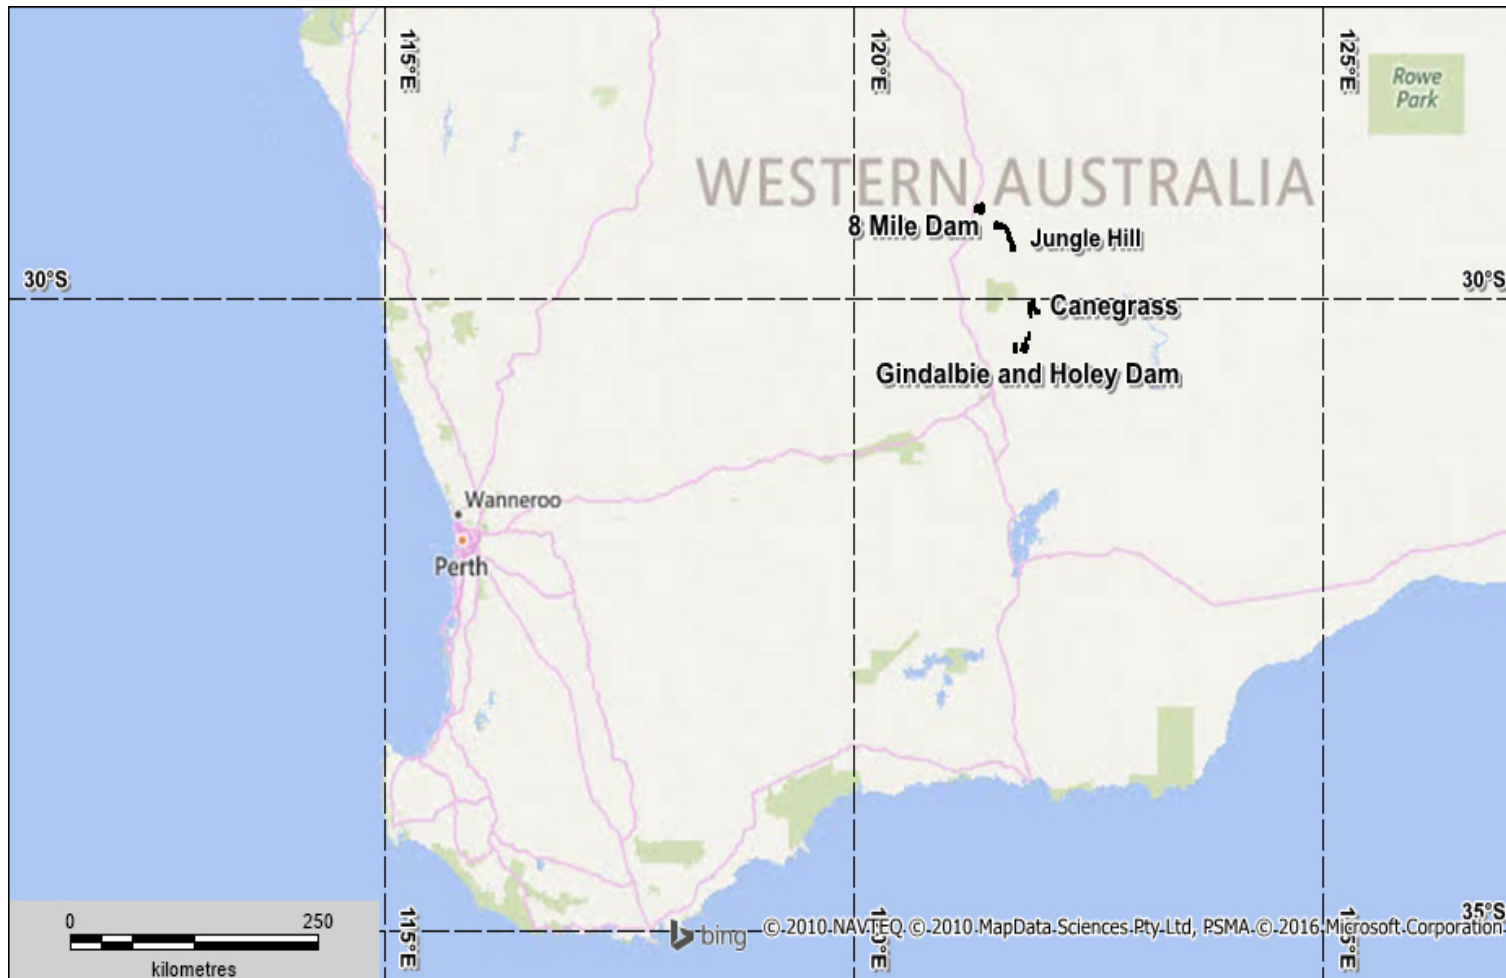 115°E
120°E
125°E
Rowe
Park
WESTERN AUSTRALIA
8 Mile Dam
Jungle Hill
30°S
30°S
Canegrass
Gindalbie and Holey Dam
Wanneroo
Perth
0 250
kilometres
115°E
120°E
125°E
35°S
bing
© 2010 NAVTEQ © 2010 MapData Sciences Pty Ltd, PSMA © 2016 Microsoft Corporation